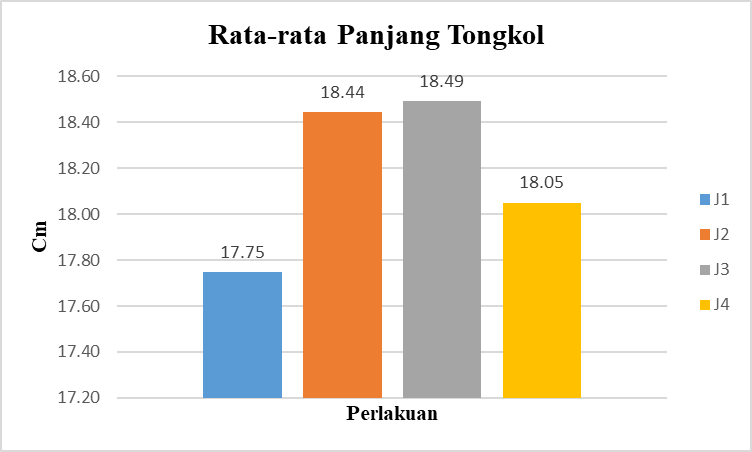 Rata-rata Panjang Tongkol
18.60
18.40
18.20
18.00
17.80
17.60
17.40
17.20
Cm
17.75
18.44
18.49
18.05
Perlakuan
J1
J2
J3
J4